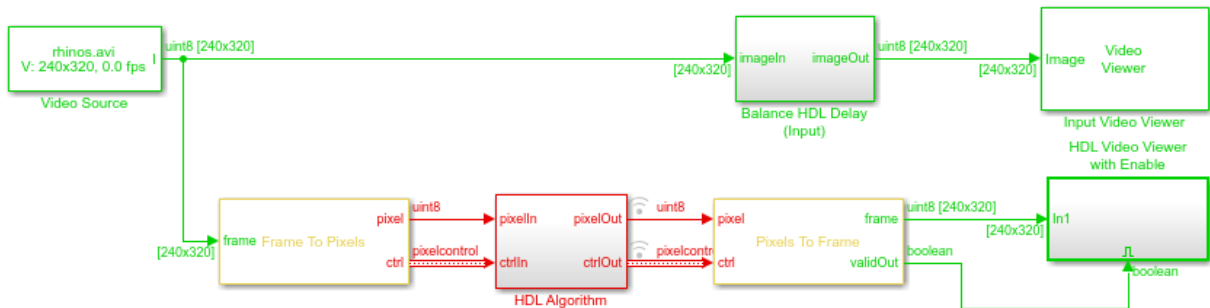 rhinos.avi
V: 240x320, 0.0 fps
I
Video Source
uint8 [240x320]
[240x320]
imageIn
imageOut
Balance HDL Delay
(Input)
uint8 [240x320]
[240x320]
Image
Video
Viewer
Input Video Viewer
HDL Video Viewer
with Enable
[240x320]
frame
Frame To Pixels
pixel
ctrl
uint8
pixelcontrol
pixelIn
ctrlIn
pixelOut
ctrlOut
HDL Algorithm
uint8
pixelcontrol
pixel
ctrl
Pixels To Frame
frame
validOut
uint8 [240x320]
[240x320]
boolean
In1
boolean